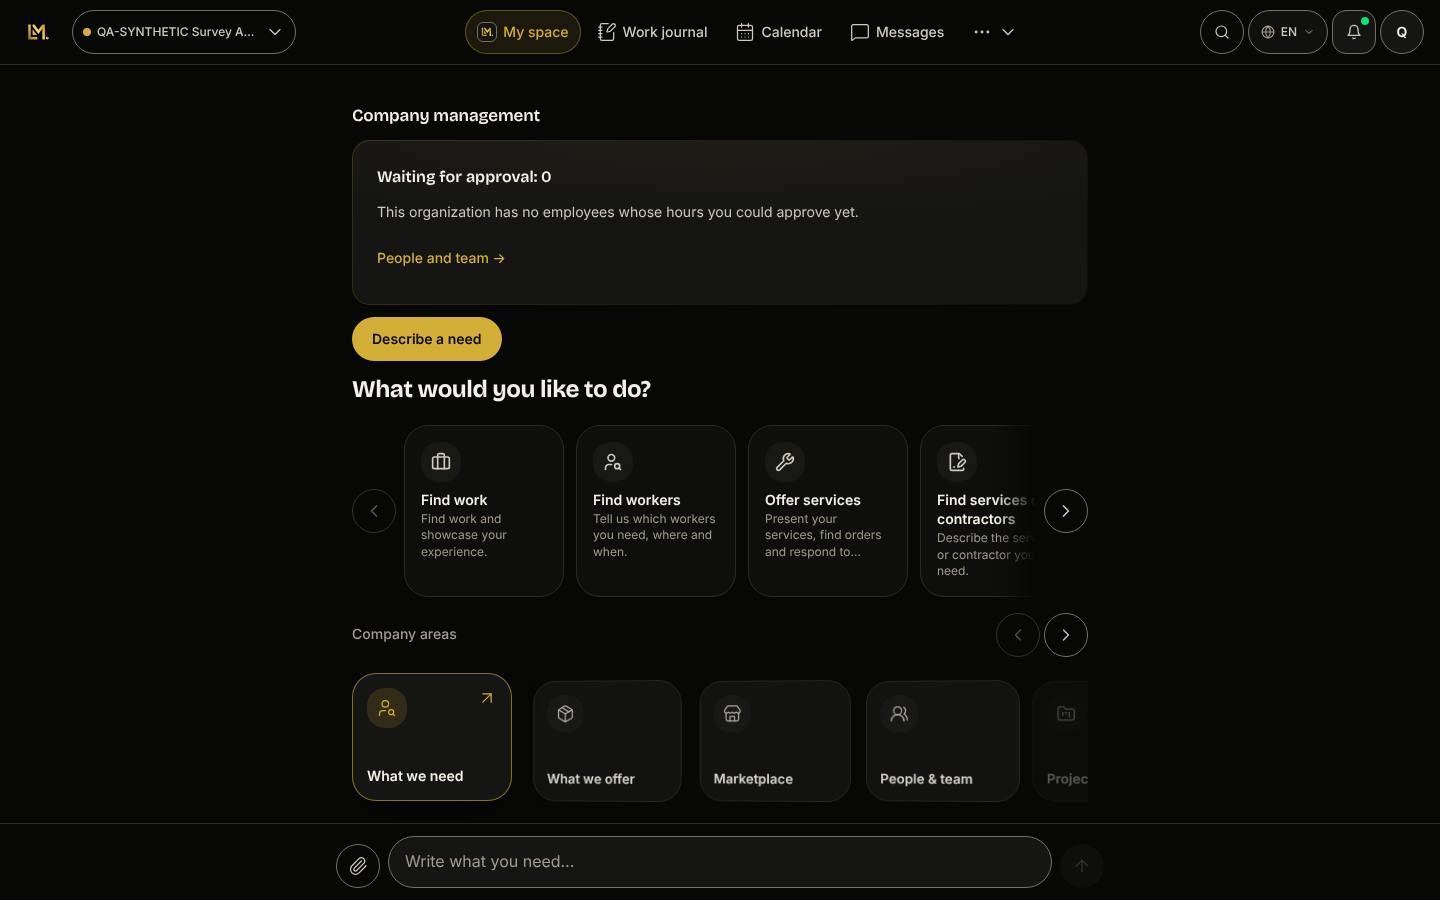 LM.
QA-SYNTHETIC Survey A...
LM. My space
Work journal
Calendar
Messages
EN
Q
Company management
Waiting for approval: 0
This organization has no employees whose hours you could approve yet.
People and team →
Describe a need
What would you like to do?
Find work
Find work and
showcase your
experience.
Find workers
Tell us which workers
you need, where and
when.
Offer services
Present your
services, find orders
and respond to...
Find services
contractors
Describe the
or contractor you
need.
Company areas
What we need
What we offer
Marketplace
People & team
Write what you need...